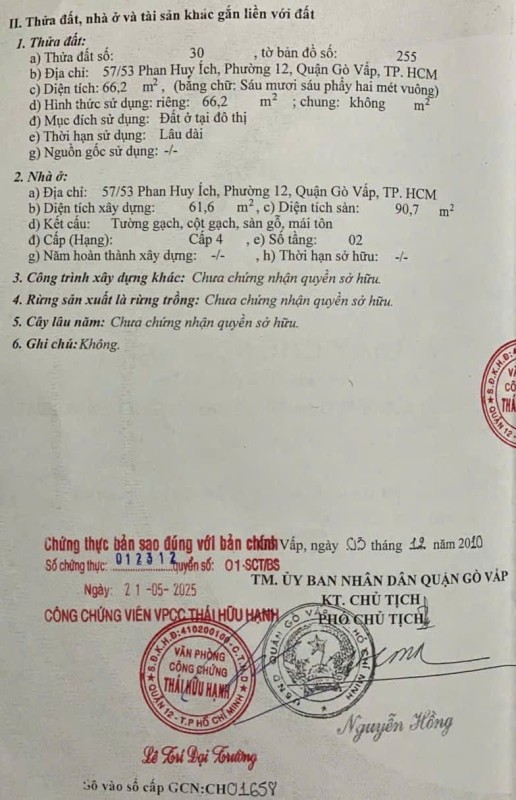 II. Thửa đất, nhà ở và tài sản khác gắn liền với đất
1. Thửa đất:
a) Thửa đất số: 30 , tờ bản đồ số: 255
b) Địa chỉ: 57/53 Phan Huy Ích, Phường 12, Quận Gò Vấp, TP. HCM
c) Diện tích: 66,2 m², (bằng chữ: Sáu mươi sáu phẩy hai mét vuông)
d) Hình thức sử dụng: riêng: 66,2 m² ; chung: không m²
đ) Mục đích sử dụng: Đất ở tại đô thị
e) Thời hạn sử dụng: Lâu dài
g) Nguồn gốc sử dụng: -/-
2. Nhà ở:
a) Địa chỉ: 57/53 Phan Huy Ích, Phường 12, Quận Gò Vấp, TP. HCM
b) Diện tích xây dựng: 61,6 m², c) Diện tích sàn: 90,7 m²
d) Kết cấu: Tường gạch, cột gạch, sàn gỗ, mái tôn
đ) Cấp (Hạng): Cấp 4 , e) Số tầng: 02
g) Năm hoàn thành xây dựng: -/- , h) Thời hạn sở hữu: -/-
3. Công trình xây dựng khác: Chưa chứng nhận quyền sở hữu.
4. Rừng sản xuất là rừng trồng: Chưa chứng nhận quyền sở hữu.
5. Cây lâu năm: Chưa chứng nhận quyền sở hữu.
6. Ghi chú: Không.
Chứng thực bản sao đúng với bản chính Vấp, ngày 03 tháng 12 năm 2010
Số chứng thực: 012312 quyển số: 01-SCT/BS
TM. ỦY BAN NHÂN DÂN QUẬN GÒ VẤP
Ngày: 21-05-2025
KT. CHỦ TỊCH
CÔNG CHỨNG VIÊN VPCC THÁI HỮU HẠNH
PHÓ CHỦ TỊCH
VĂN PHÒNG
CÔNG CHỨNG
THÁI HỮU HẠNH
QUẬN 12 - T.P HỒ CHÍ MINH
Nguyễn Hồng
Lê Trí Đại Trường
Số vào sổ cấp GCN:CH01658